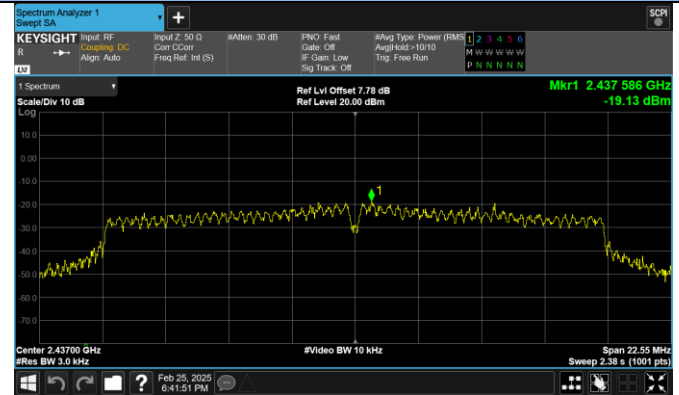 Spectrum Analyzer 1
Swept SA
+
SCPI
KEYSIGHT
R
LXI
Input: RF
Coupling: DC
Align: Auto
Input Z: 50 Ω
Corr CCorr
Freq Ref: Int (S)
#Atten: 30 dB
PNO: Fast
Gate: Off
IF Gain: Low
Sig Track: Off
#Avg Type: Power (RMS
Avg|Hold:>10/10
Trig: Free Run
1 2 3 4 5 6
M W W W W W
P N N N N N
1 Spectrum
Scale/Div 10 dB
Log
Ref Lvl Offset 7.78 dB
Ref Level 20.00 dBm
Mkr1 2.437 586 GHz
-19.13 dBm
10.0
0.00
-10.0
-20.0
-30.0
-40.0
-50.0
-60.0
-70.0
1
Center 2.43700 GHz
#Res BW 3.0 kHz
#Video BW 10 kHz
Span 22.55 MHz
Sweep 2.38 s (1001 pts)
?
Feb 25, 2025
6:41:51 PM